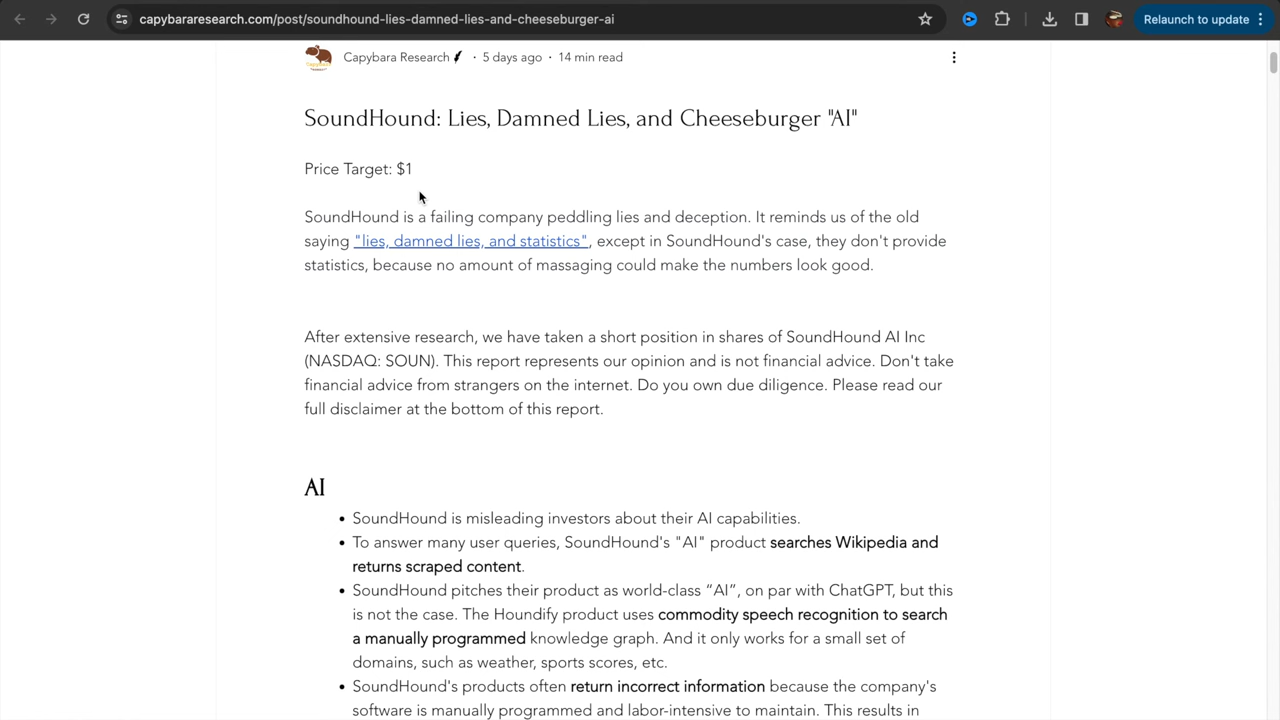 capybararesearch.com/post/soundhound-lies-damned-lies-and-cheeseburger-ai
Relaunch to update
Capybara Research · 5 days ago · 14 min read
SoundHound: Lies, Damned Lies, and Cheeseburger "AI"
Price Target: $1
SoundHound is a failing company peddling lies and deception. It reminds us of the old
saying "lies, damned lies, and statistics", except in SoundHound's case, they don't provide
statistics, because no amount of massaging could make the numbers look good.
After extensive research, we have taken a short position in shares of SoundHound AI Inc
(NASDAQ: SOUN). This report represents our opinion and is not financial advice. Don't take
financial advice from strangers on the internet. Do you own due diligence. Please read our
full disclaimer at the bottom of this report.
AI
• SoundHound is misleading investors about their AI capabilities.
• To answer many user queries, SoundHound's "AI" product searches Wikipedia and
returns scraped content.
• SoundHound pitches their product as world-class “AI”, on par with ChatGPT, but this
is not the case. The Houndify product uses commodity speech recognition to search
a manually programmed knowledge graph. And it only works for a small set of
domains, such as weather, sports scores, etc.
• SoundHound's products often return incorrect information because the company's
software is manually programmed and labor-intensive to maintain. This results in